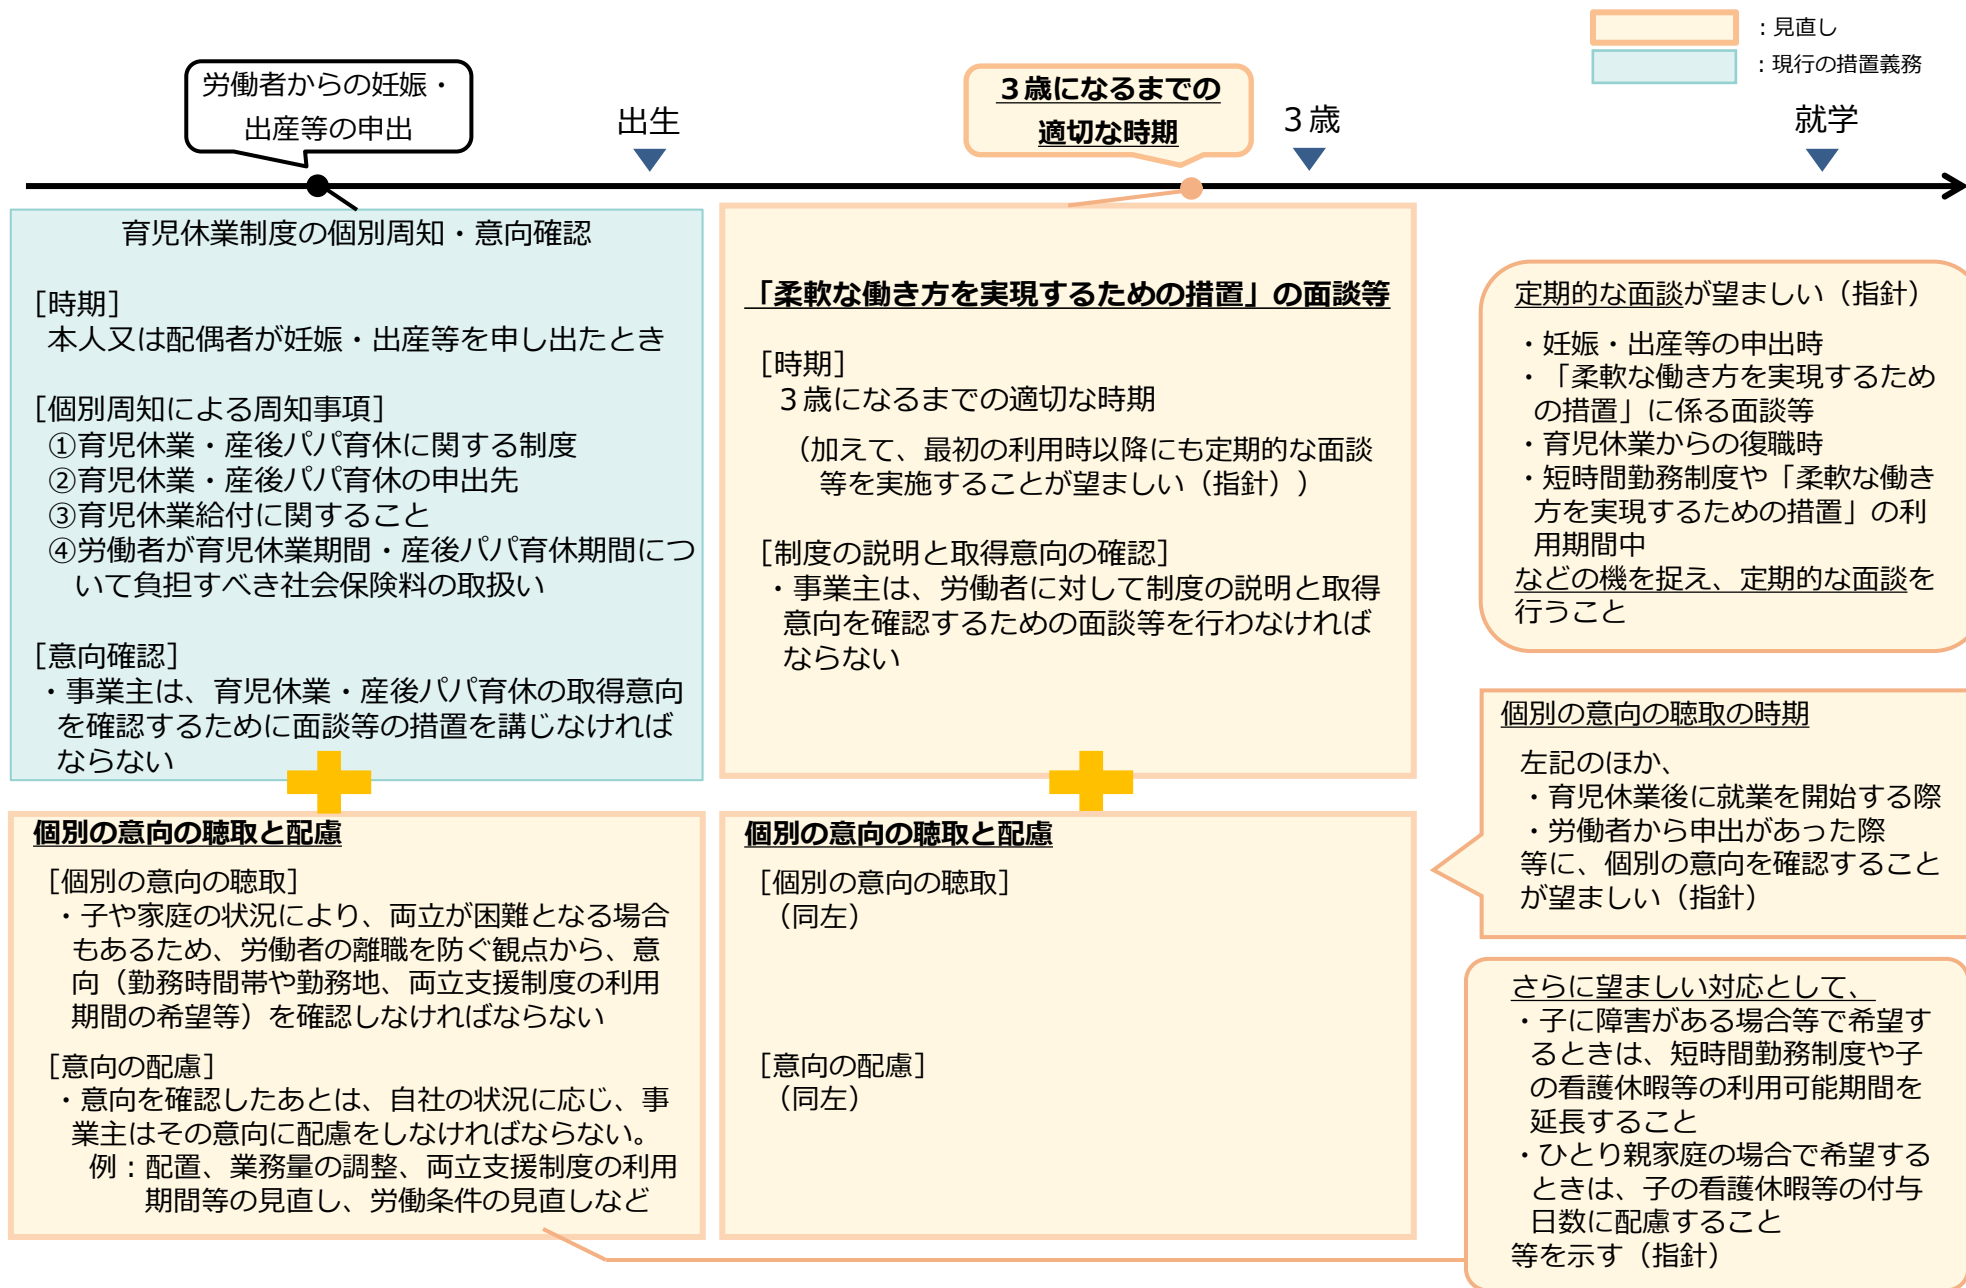 ：見直し
：現行の措置義務
労働者からの妊娠・
出産等の申出
出生
３歳になるまでの
適切な時期
３歳
就学
育児休業制度の個別周知・意向確認
［時期］
本人又は配偶者が妊娠・出産等を申し出たとき
［個別周知による周知事項］
①育児休業・産後パパ育休に関する制度
②育児休業・産後パパ育休の申出先
③育児休業給付に関すること
④労働者が育児休業期間・産後パパ育休期間につ
いて負担すべき社会保険料の取扱い
［意向確認］
・事業主は、育児休業・産後パパ育休の取得意向
を確認するために面談等の措置を講じなければ
ならない
「柔軟な働き方を実現するための措置」の面談等
［時期］
３歳になるまでの適切な時期
（加えて、最初の利用時以降にも定期的な面談
等を実施することが望ましい（指針））
［制度の説明と取得意向の確認］
・事業主は、労働者に対して制度の説明と取得
意向を確認するための面談等を行わなければ
ならない
定期的な面談が望ましい（指針）
・妊娠・出産等の申出時
・「柔軟な働き方を実現するため
の措置」に係る面談等
・育児休業からの復職時
・短時間勤務制度や「柔軟な働き
方を実現するための措置」の利
用期間中
などの機を捉え、定期的な面談を
行うこと
個別の意向の聴取と配慮
［個別の意向の聴取］
・子や家庭の状況により、両立が困難となる場合
もあるため、労働者の離職を防ぐ観点から、意
向（勤務時間帯や勤務地、両立支援制度の利用
期間の希望等）を確認しなければならない
［意向の配慮］
・意向を確認したあとは、自社の状況に応じ、事
業主はその意向に配慮をしなければならない。
例：配置、業務量の調整、両立支援制度の利用
期間等の見直し、労働条件の見直しなど
個別の意向の聴取と配慮
［個別の意向の聴取］
（同左）
［意向の配慮］
（同左）
個別の意向の聴取の時期
左記のほか、
・育児休業後に就業を開始する際
・労働者から申出があった際
等に、個別の意向を確認すること
が望ましい（指針）
さらに望ましい対応として、
・子に障害がある場合等で希望す
るときは、短時間勤務制度や子
の看護休暇等の利用可能期間を
延長すること
・ひとり親家庭の場合で希望する
ときは、子の看護休暇等の付与
日数に配慮すること
等を示す（指針）